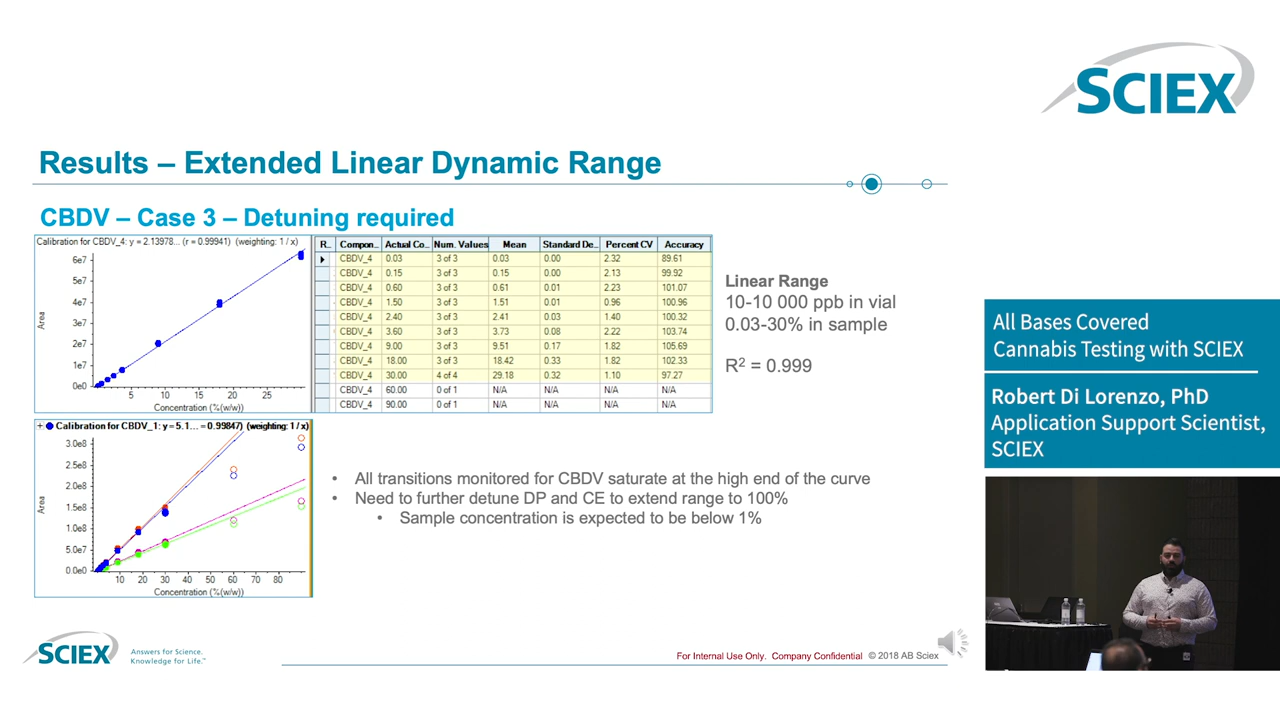 SCIEX
Results – Extended Linear Dynamic Range
CBDV – Case 3 – Detuning required
Calibration for CBDV_4: y = 2.13978... (r = 0.99941) (weighting: 1 / x)
6e7
5e7
4e7
3e7
2e7
1e7
0e0
Area
5 10 15 20 25
Concentration (%(w/w))
R... Compon... Actual Co... Num. Values Mean Standard De... Percent CV Accuracy
CBDV_4 0.03 3 of 3 0.03 0.00 2.32 89.61
CBDV_4 0.15 3 of 3 0.15 0.00 2.13 99.92
CBDV_4 0.60 3 of 3 0.61 0.01 2.23 101.07
CBDV_4 1.50 3 of 3 1.51 0.01 0.96 100.96
CBDV_4 2.40 3 of 3 2.41 0.03 1.40 100.32
CBDV_4 3.60 3 of 3 3.73 0.08 2.22 103.74
CBDV_4 9.00 3 of 3 9.51 0.17 1.82 105.69
CBDV_4 18.00 3 of 3 18.42 0.33 1.82 102.33
CBDV_4 30.00 4 of 4 29.18 0.32 1.10 97.27
CBDV_4 60.00 0 of 1 N/A N/A N/A N/A
CBDV_4 90.00 0 of 1 N/A N/A N/A N/A
Linear Range
10-10 000 ppb in vial
0.03-30% in sample
R² = 0.999
Calibration for CBDV_1: y = 5.1... = 0.99847) (weighting: 1 / x)
3.0e8
2.5e8
2.0e8
1.5e8
1.0e8
5.0e7
0.0e0
Area
10 20 30 40 50 60 70 80
Concentration (%(w/w))
• All transitions monitored for CBDV saturate at the high end of the curve
• Need to further detune DP and CE to extend range to 100%
• Sample concentration is expected to be below 1%
All Bases Covered
Cannabis Testing with SCIEX
Robert Di Lorenzo, PhD
Application Support Scientist,
SCIEX
SCIEX
Answers for Science.
Knowledge for Life.™
For Internal Use Only. Company Confidential © 2018 AB Sciex